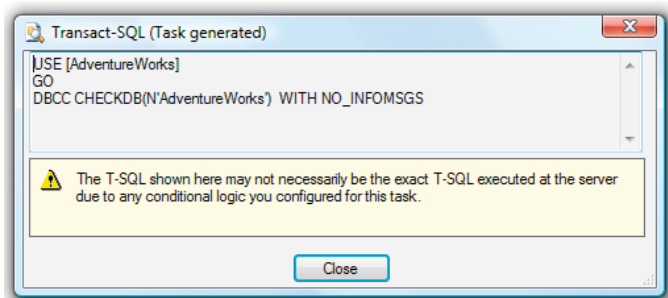 Transact-SQL (Task generated)
USE [AdventureWorks]
GO
DBCC CHECKDB(N'AdventureWorks')  WITH NO_INFOMSGS
The T-SQL shown here may not necessarily be the exact T-SQL executed at the server
due to any conditional logic you configured for this task.
Close